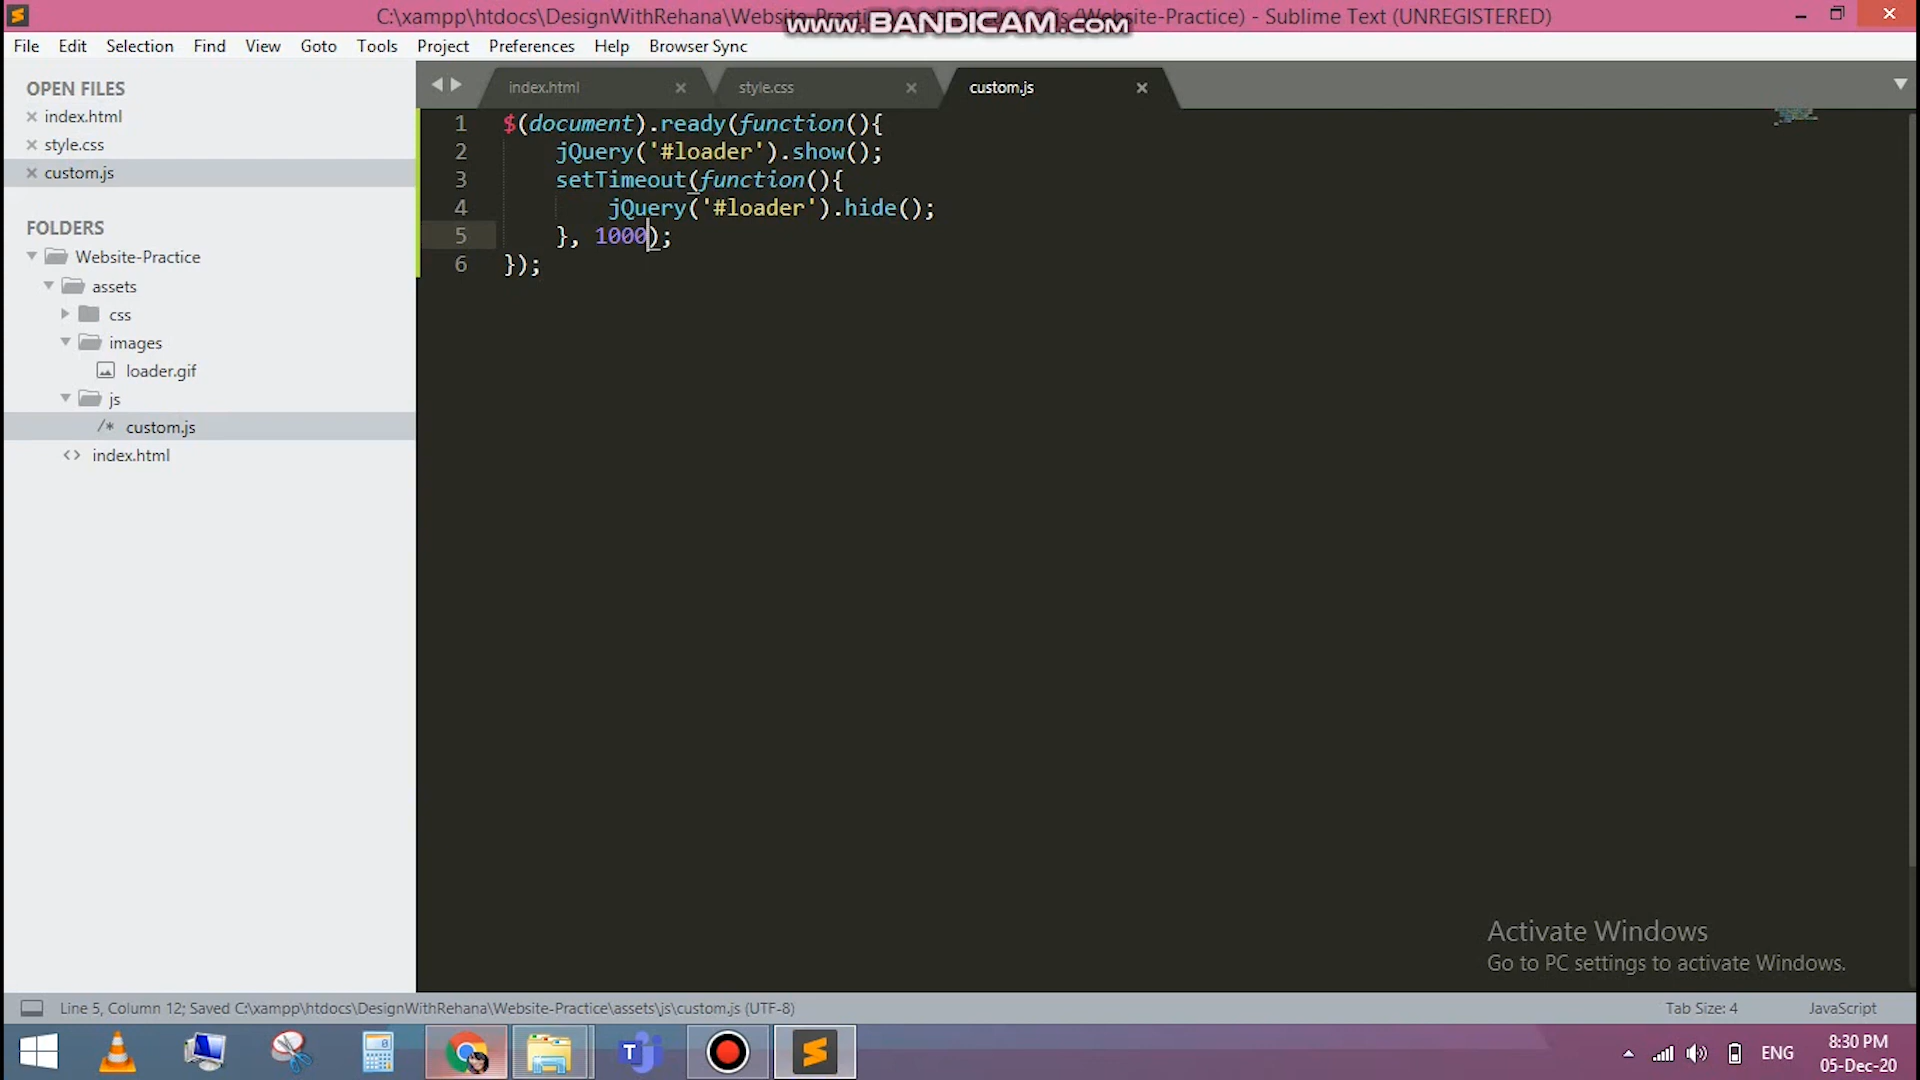 C:\xampp\htdocs\DesignWithRehana\Website-Practice) - Sublime Text (UNREGISTERED)
www.BANDICAM.com
File Edit Selection Find View Goto Tools Project Preferences Help Browser Sync
OPEN FILES
index.html
style.css
custom.js
FOLDERS
Website-Practice
assets
css
images
loader.gif
js
/* custom.js
<> index.html
index.html style.css custom.js
1 $(document).ready(function(){
2 jQuery('#loader').show();
3 setTimeout(function(){
4 jQuery('#loader').hide();
5 }, 1000);
6 });
Activate Windows
Go to PC settings to activate Windows.
Line 5, Column 12; Saved C:\xampp\htdocs\DesignWithRehana\Website-Practice\assets\js\custom.js (UTF-8) Tab Size: 4 JavaScript
ENG
8:30 PM
05-Dec-20